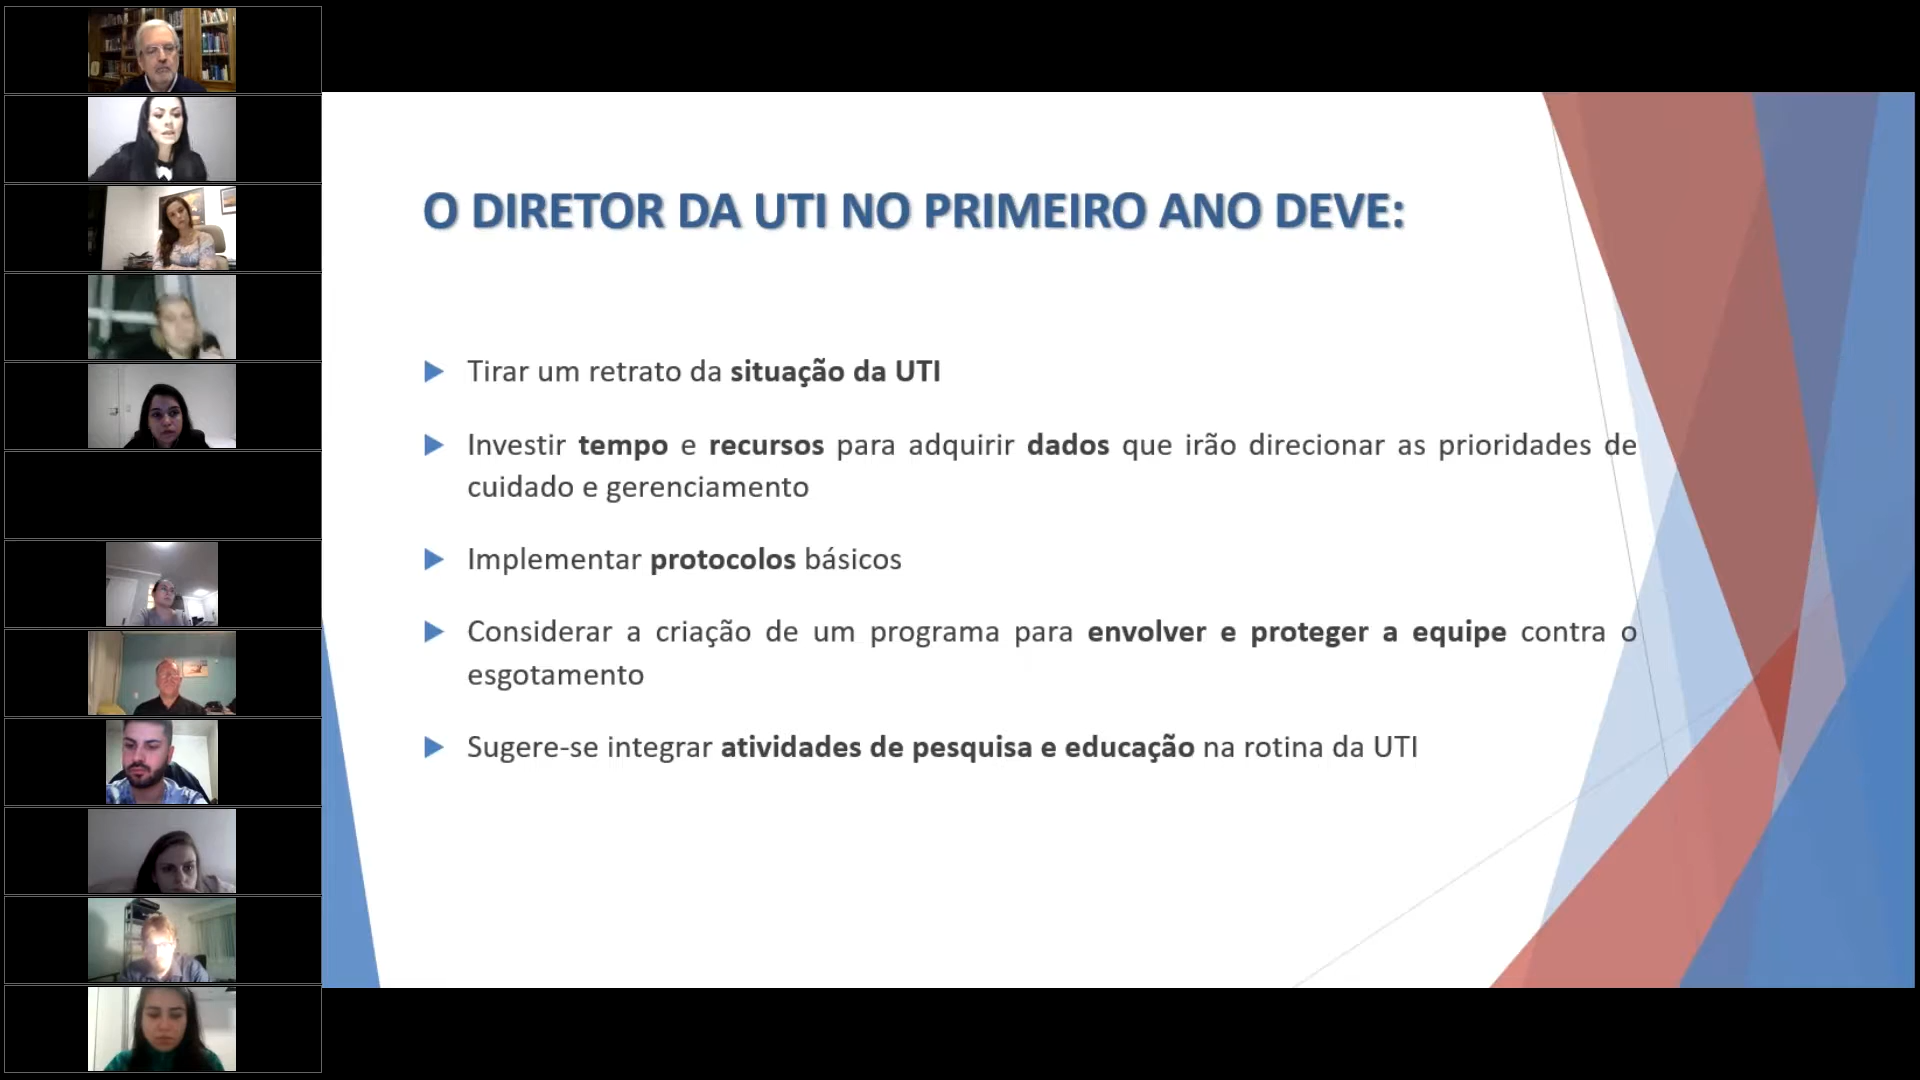 O DIRETOR DA UTI NO PRIMEIRO ANO DEVE:
Tirar um retrato da situação da UTI
Investir tempo e recursos para adquirir dados que irão direcionar as prioridades de
cuidado e gerenciamento
Implementar protocolos básicos
Considerar a criação de um programa para envolver e proteger a equipe contra o
esgotamento
Sugere-se integrar atividades de pesquisa e educação na rotina da UTI